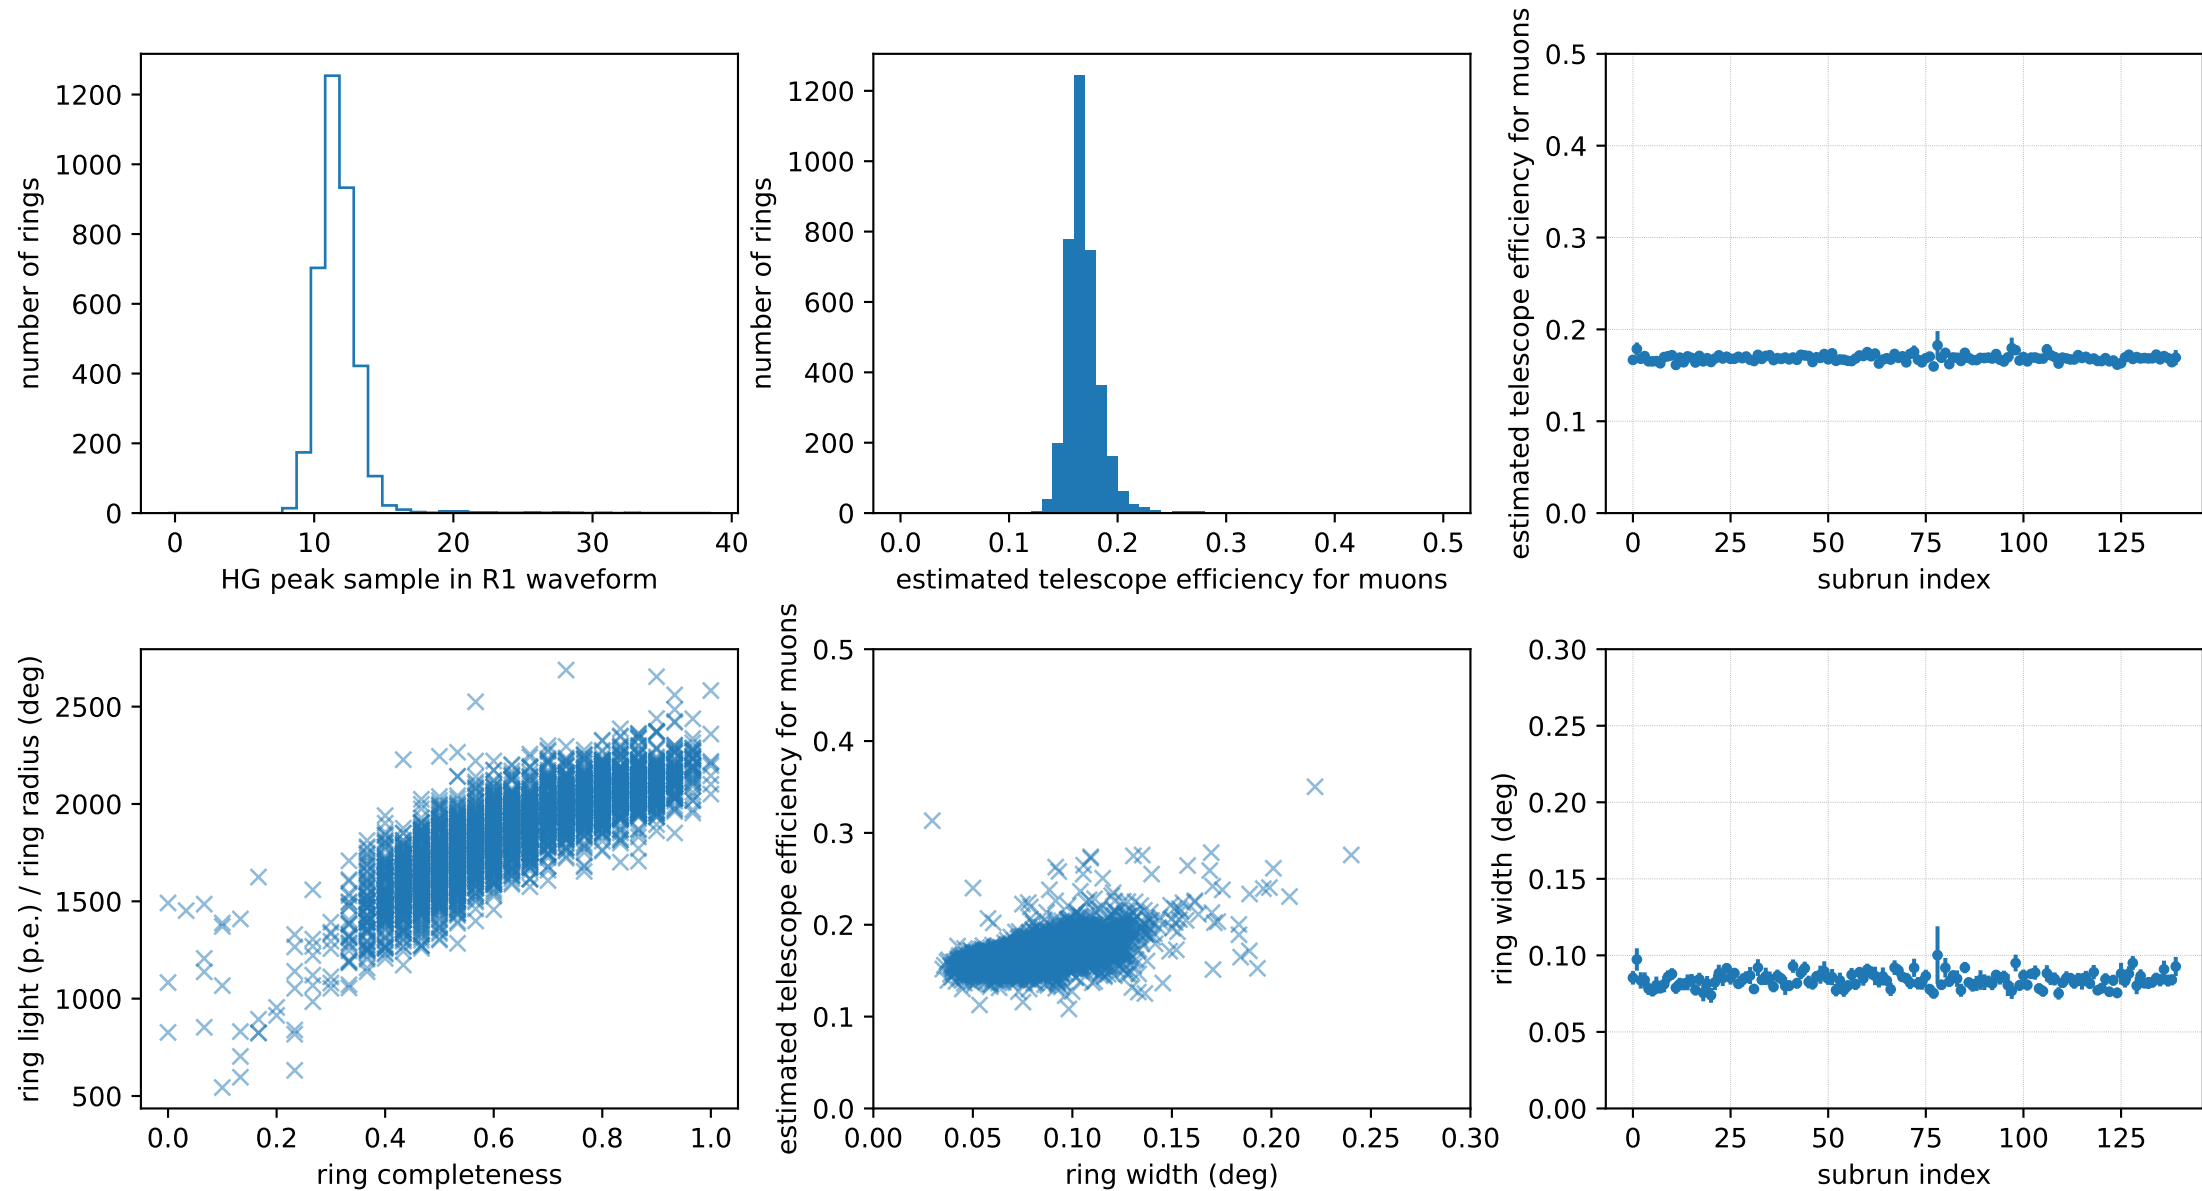 number of rings
1200
1000
800
600
400
200
0
0 10 20 30 40
HG peak sample in R1 waveform
number of rings
1200
1000
800
600
400
200
0
0.0 0.1 0.2 0.3 0.4 0.5
estimated telescope efficiency for muons
estimated telescope efficiency for muons
0.5
0.4
0.3
0.2
0.1
0.0
0 25 50 75 100 125
subrun index
ring light (p.e.) / ring radius (deg)
2500
2000
1500
1000
500
0.0 0.2 0.4 0.6 0.8 1.0
ring completeness
estimated telescope efficiency for muons
0.5
0.4
0.3
0.2
0.1
0.0
0.00 0.05 0.10 0.15 0.20 0.25 0.30
ring width (deg)
ring width (deg)
0.30
0.25
0.20
0.15
0.10
0.05
0.00
0 25 50 75 100 125
subrun index